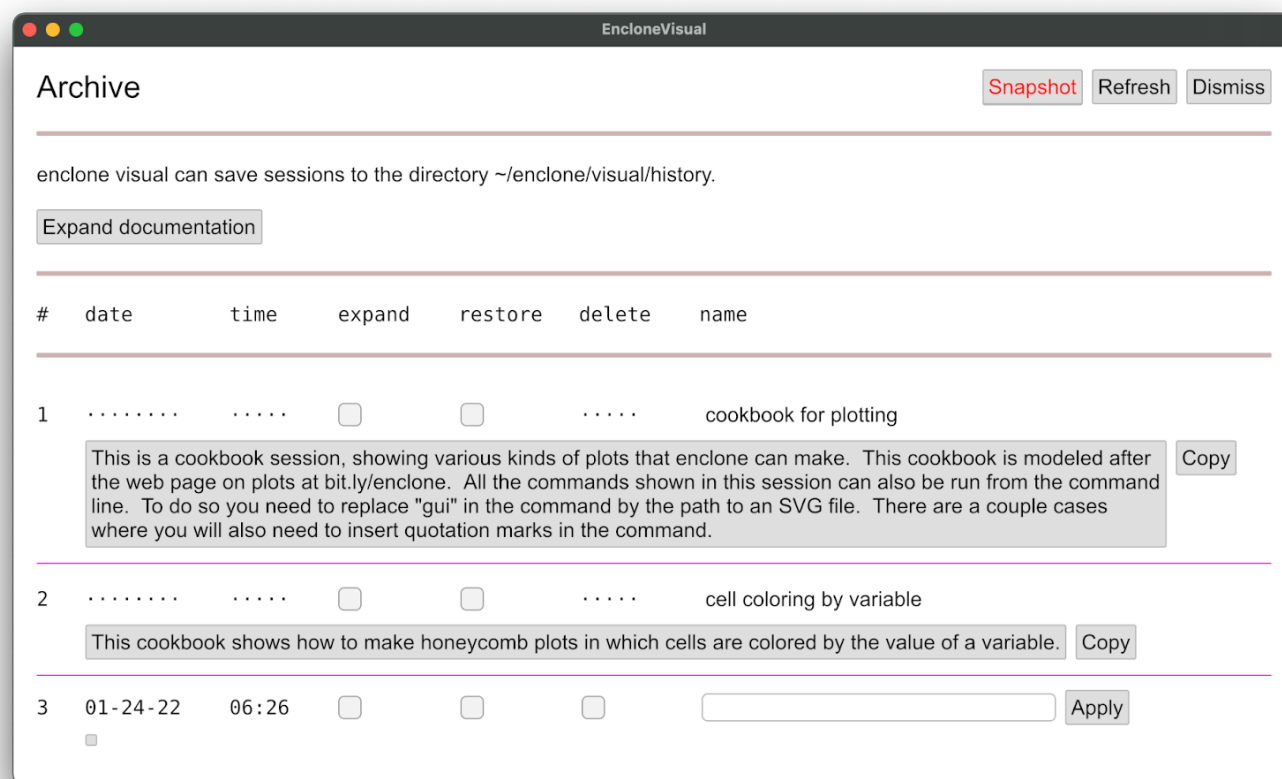 EncloneVisual
Archive Snapshot Refresh Dismiss
enclone visual can save sessions to the directory ~/enclone/visual/history.
Expand documentation
# date time expand restore delete name
1 ········ ····· ····· cookbook for plotting
This is a cookbook session, showing various kinds of plots that enclone can make. This cookbook is modeled after Copy
the web page on plots at bit.ly/enclone. All the commands shown in this session can also be run from the command
line. To do so you need to replace "gui" in the command by the path to an SVG file. There are a couple cases
where you will also need to insert quotation marks in the command.
2 ········ ····· ····· cell coloring by variable
This cookbook shows how to make honeycomb plots in which cells are colored by the value of a variable. Copy
3 01-24-22 06:26 Apply